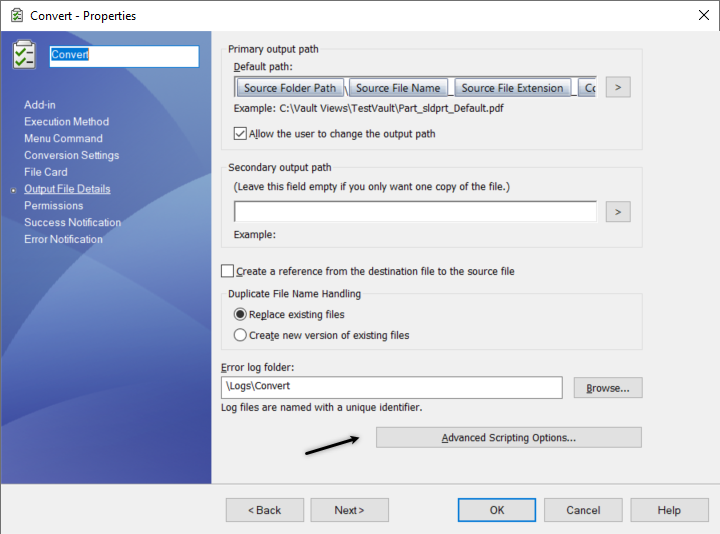 Convert - Properties
Convert
Add-in
Execution Method
Menu Command
Conversion Settings
File Card
Output File Details
Permissions
Success Notification
Error Notification
Primary output path
Default path:
Source Folder Path \ Source File Name _ Source File Extension _ Co >
Example: C:\Vault Views\TestVault\Part_sldprt_Default.pdf
Allow the user to change the output path
Secondary output path
(Leave this field empty if you only want one copy of the file.)
>
Example:
Create a reference from the destination file to the source file
Duplicate File Name Handling
Replace existing files
Create new version of existing files
Error log folder:
\Logs\Convert Browse...
Log files are named with a unique identifier.
Advanced Scripting Options...
< Back Next > OK Cancel Help